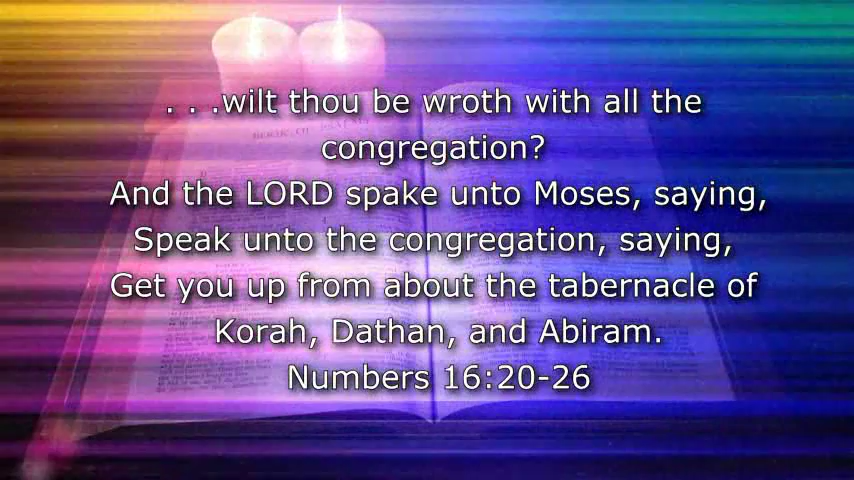 . . .wilt thou be wroth with all the
congregation?
And the LORD spake unto Moses, saying,
Speak unto the congregation, saying,
Get you up from about the tabernacle of
Korah, Dathan, and Abiram.
Numbers 16:20-26